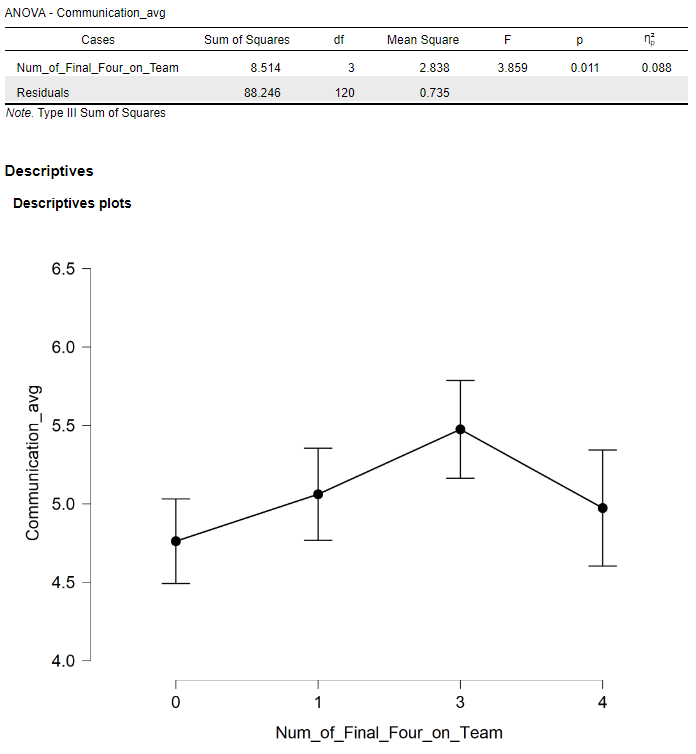 ANOVA - Communication_avg
Cases Sum of Squares df Mean Square F p η²p
Num_of_Final_Four_on_Team 8.514 3 2.838 3.859 0.011 0.088
Residuals 88.246 120 0.735
Note. Type III Sum of Squares
Descriptives
Descriptives plots
6.5
6.0
5.5
5.0
4.5
4.0
Communication_avg
0 1 3 4
Num_of_Final_Four_on_Team